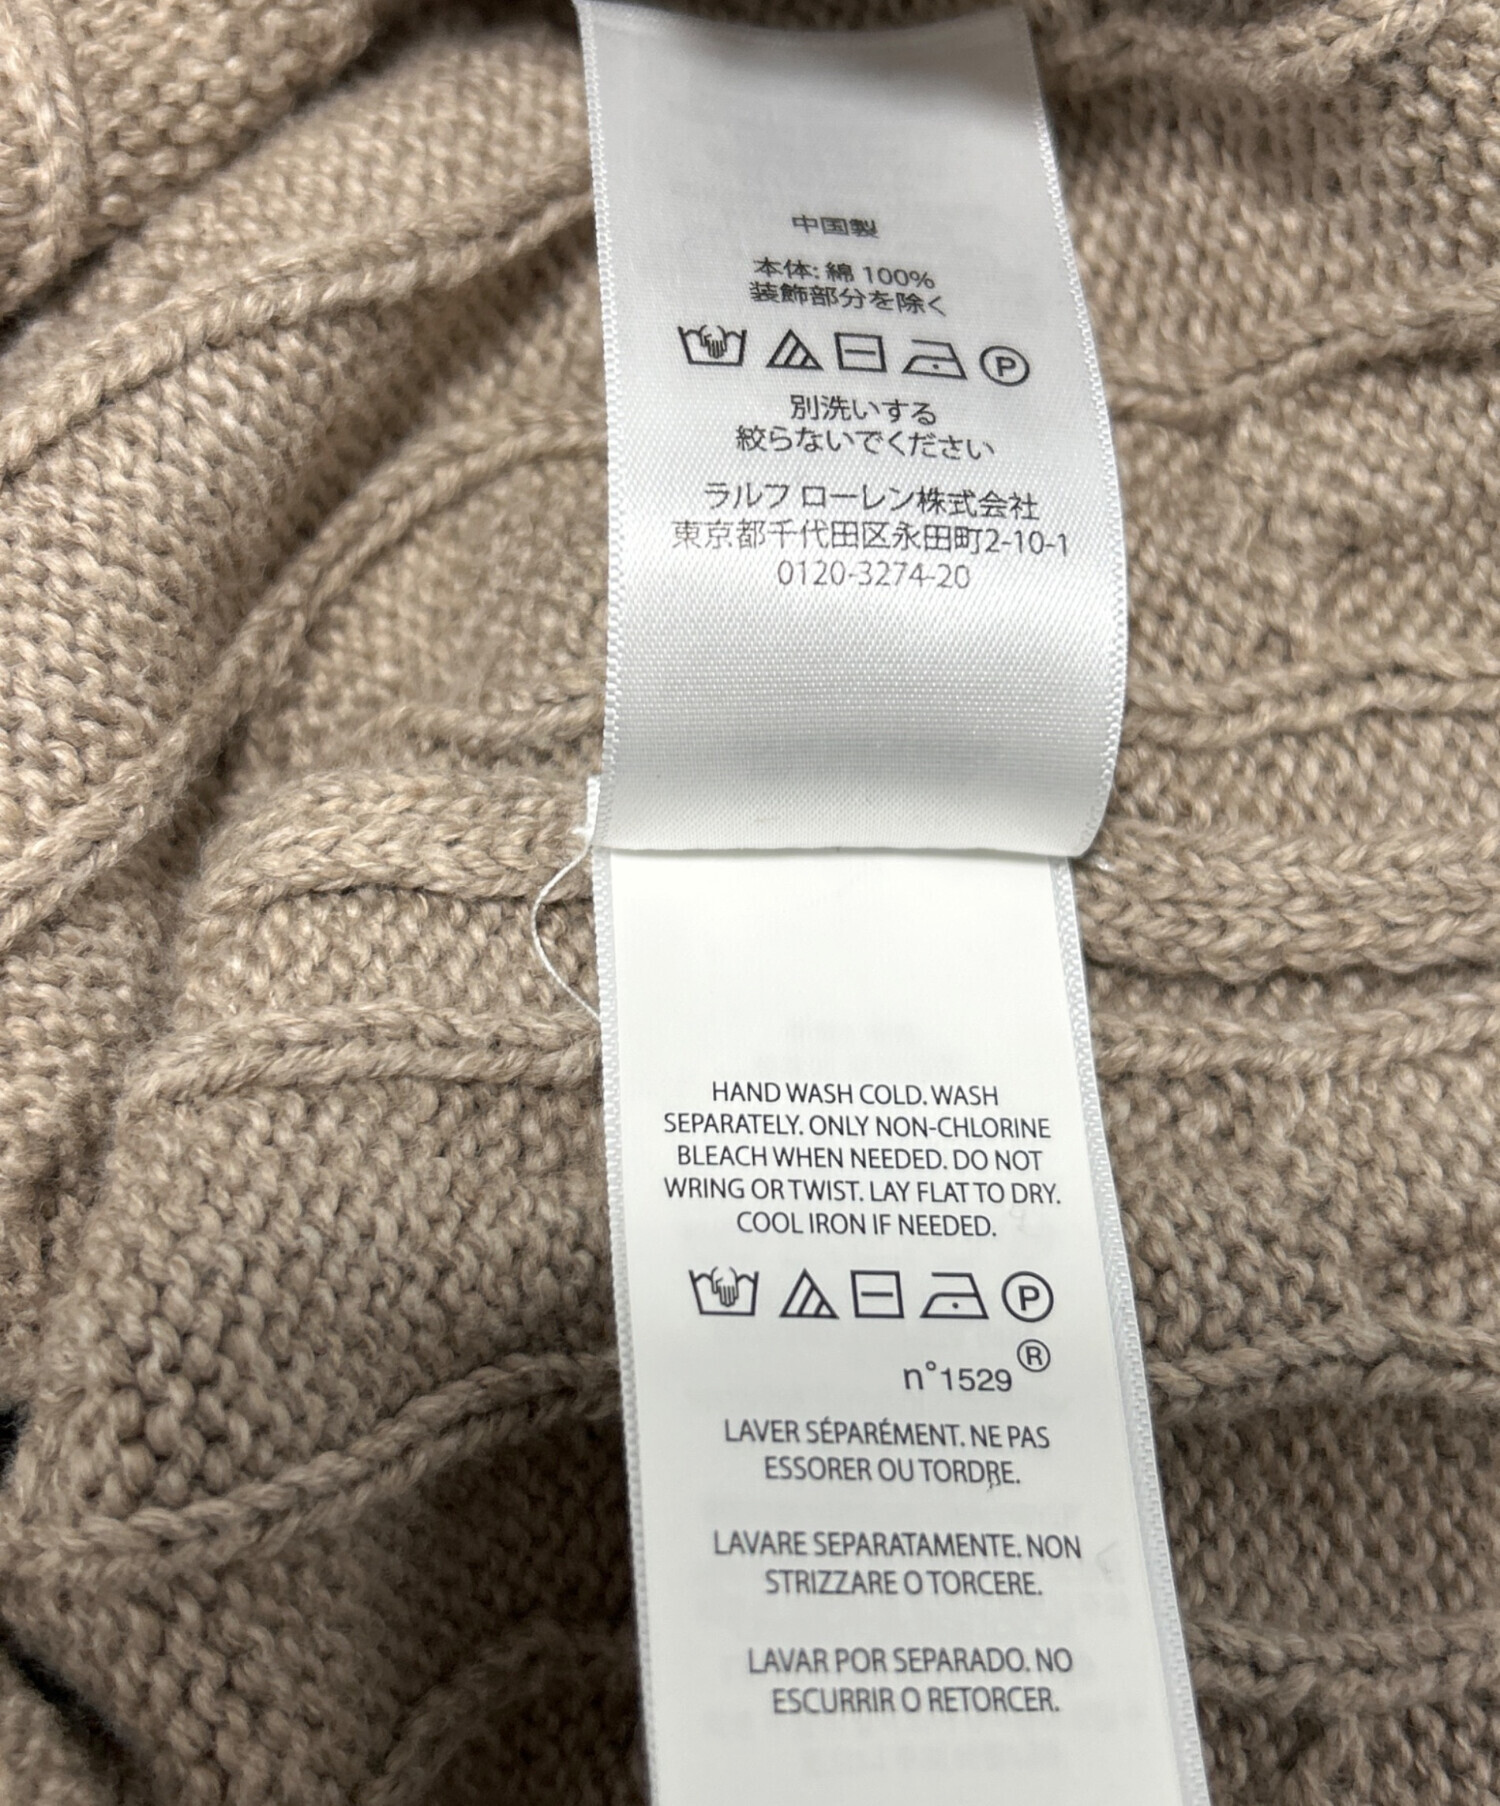 中国製
本体: 綿 100%
装飾部分を除く
P
別洗いする
絞らないでください
ラルフ ローレン株式会社
東京都千代田区永田町2-10-1
0120-3274-20
HAND WASH COLD. WASH
SEPARATELY. ONLY NON-CHLORINE
BLEACH WHEN NEEDED. DO NOT
WRING OR TWIST. LAY FLAT TO DRY.
COOL IRON IF NEEDED.
P
n°1529 ®
LAVER SÉPARÉMENT. NE PAS
ESSORER OU TORDRE.
LAVARE SEPARATAMENTE. NON
STRIZZARE O TORCERE.
LAVAR POR SEPARADO. NO
ESCURRIR O RETORCER.